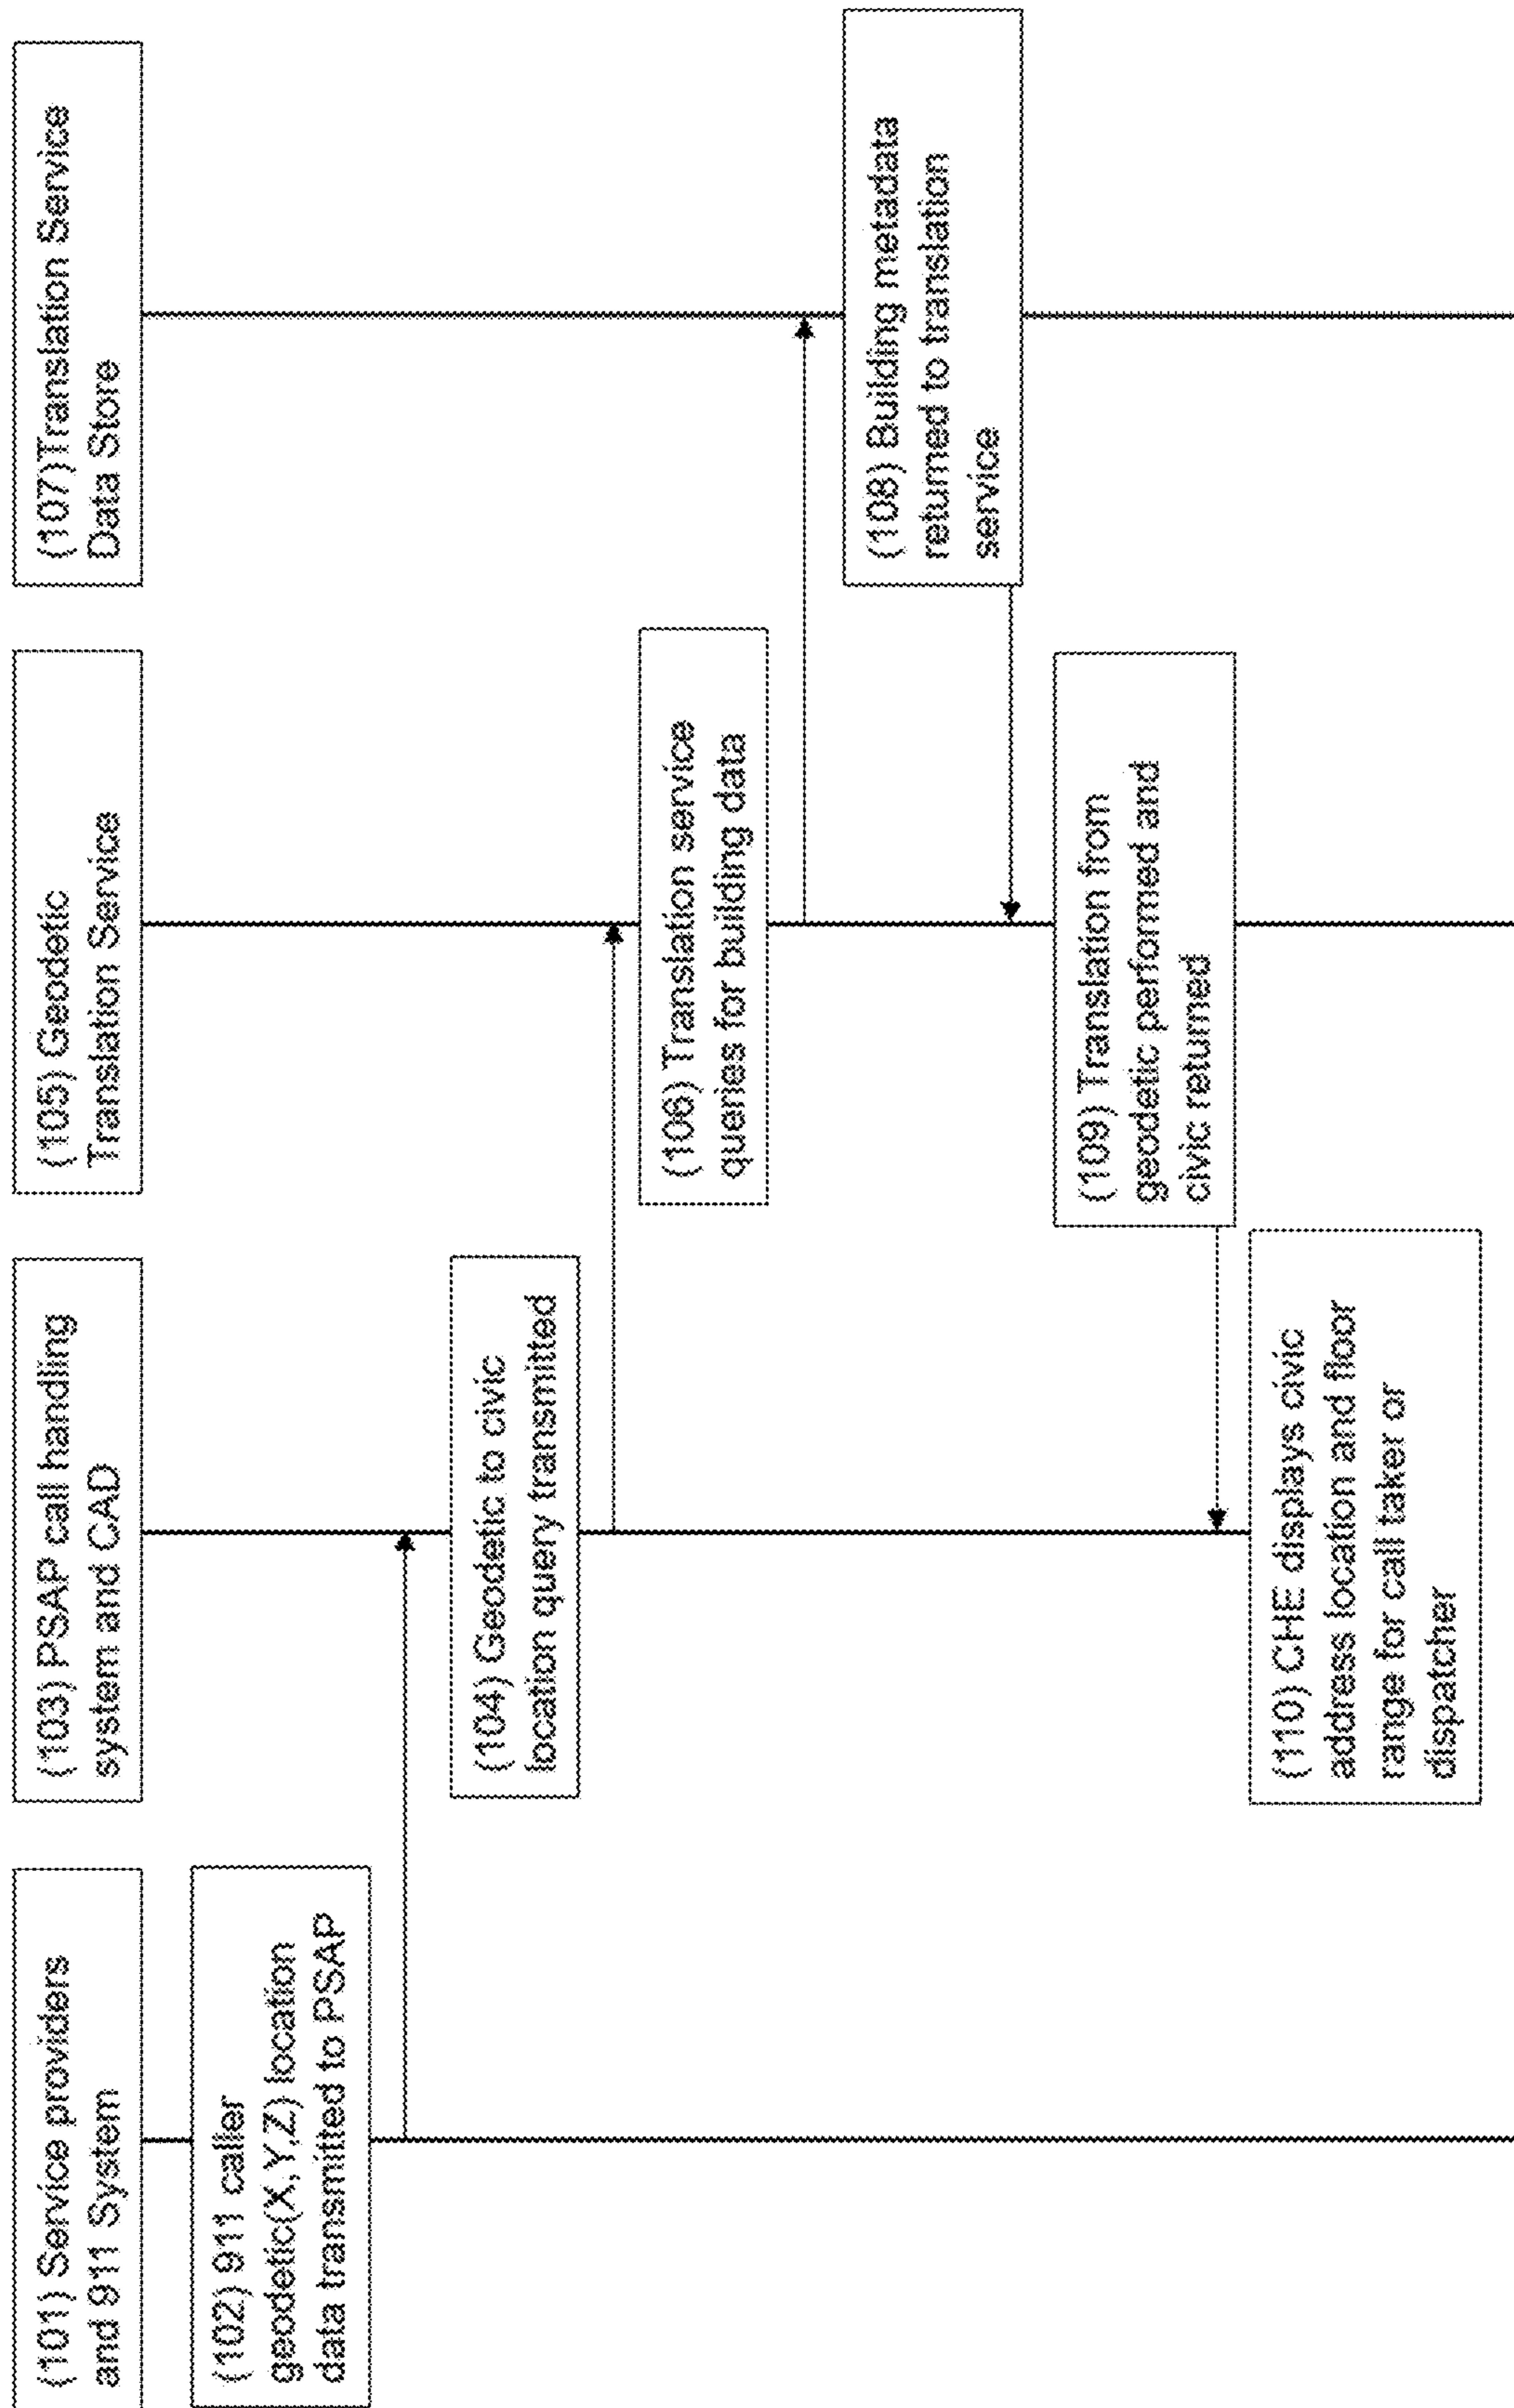 (101) Service providers
and 911 System
(103) PSAP call handling
system and CAD
(105) Geodetic
Translation Service
(107)Translation Service
Data Store
(102) 911 caller
geodetic(X,Y,Z) location
data transmitted to PSAP
(104) Geodetic to civic
location query transmitted
(106) Translation service
queries for building data
(108) Building metadata
returned to translation
service
(109) Translation from
geodetic performed and
civic returned
(110) CHE displays civic
address location and floor
range for call taker or
dispatcher